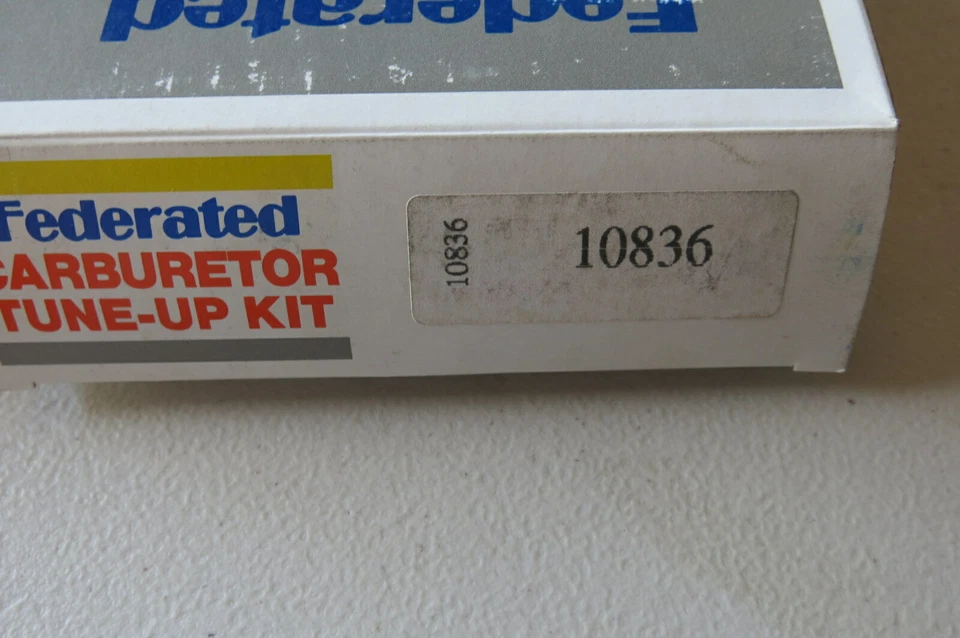 Federated
Federated
CARBURETOR
TUNE-UP KIT
10836
10836